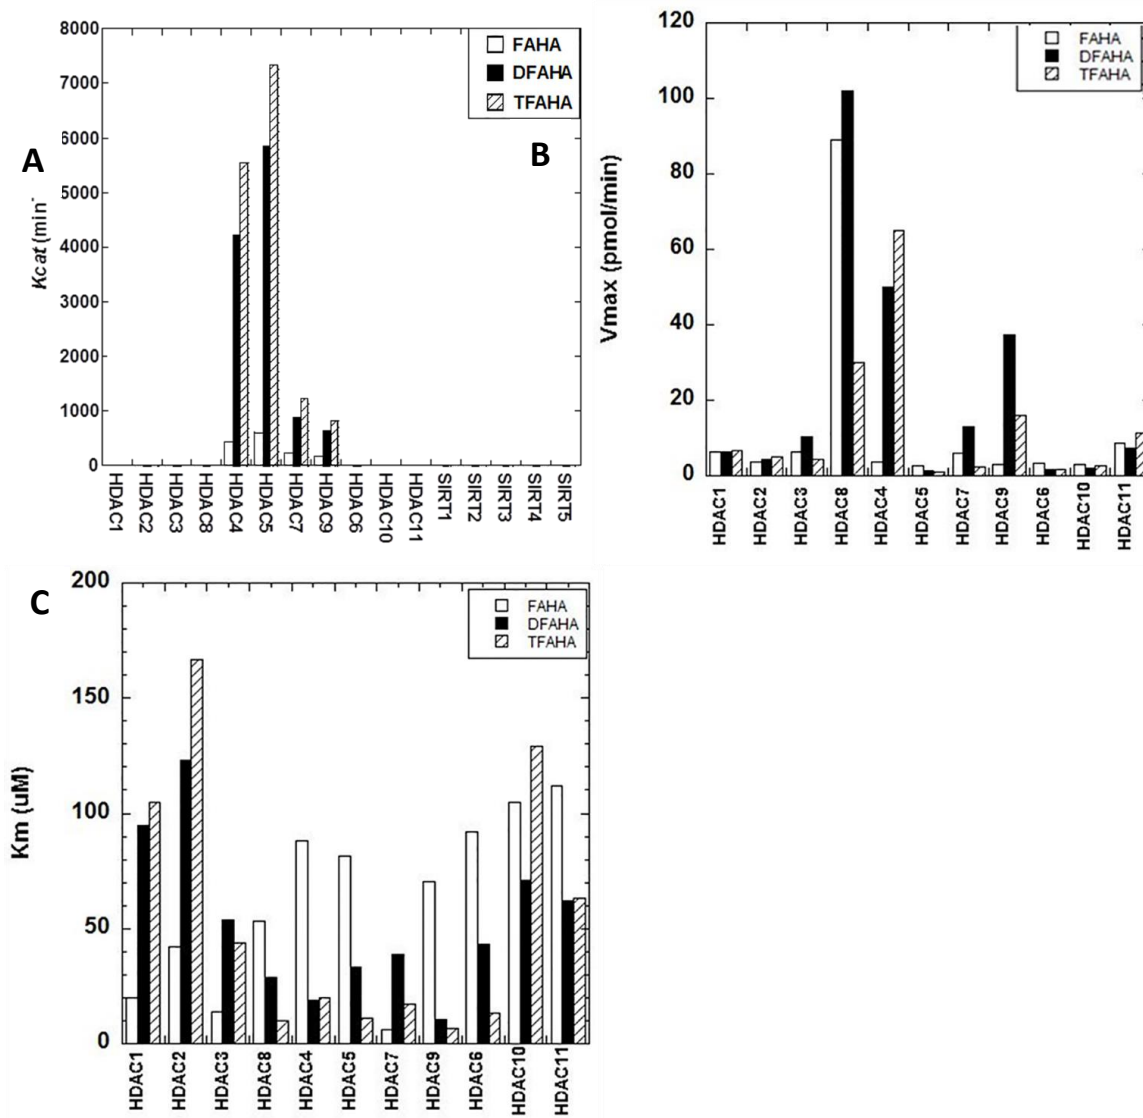 A
Kcat (min⁻
8000
7000
6000
5000
4000
3000
2000
1000
0
FAHA
DFAHA
TFAHA
HDAC1
HDAC2
HDAC3
HDAC8
HDAC4
HDAC5
HDAC7
HDAC9
HDAC6
HDAC10
HDAC11
SIRT1
SIRT2
SIRT3
SIRT4
SIRT5
B
Vmax (pmol/min)
120
100
80
60
40
20
0
FAHA
DFAHA
TFAHA
HDAC1
HDAC2
HDAC3
HDAC8
HDAC4
HDAC5
HDAC7
HDAC9
HDAC6
HDAC10
HDAC11
C
Km (uM)
200
150
100
50
0
FAHA
DFAHA
TFAHA
HDAC1
HDAC2
HDAC3
HDAC8
HDAC4
HDAC5
HDAC7
HDAC9
HDAC6
HDAC10
HDAC11